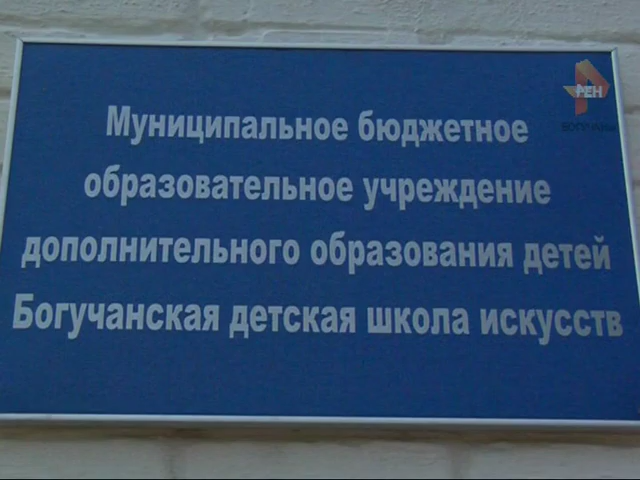 РЕН
Муниципальное бюджетное
образовательное учреждение
дополнительного образования детей
Богучанская детская школа искусств